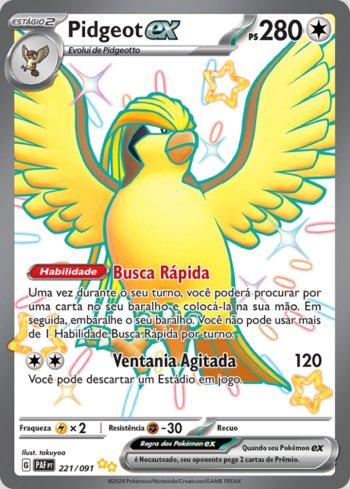 ESTÁGIO 2 Pidgeot ex PS 280
Evolui de Pidgeotto
Habilidade Busca Rápida
Uma vez durante o seu turno, você poderá procurar por
uma carta no seu baralho e colocá-la na sua mão. Em
seguida, embaralhe o seu baralho. Você não pode usar mais
de 1 Habilidade Busca Rápida por turno.
Ventania Agitada 120
Você pode descartar um Estádio em jogo.
Fraqueza ×2 Resistência -30 Recuo
Ilust. takuyoa
Regra dos Pokémon ex
Quando seu Pokémon ex
é Nocauteado, seu oponente pega 2 cartas de Prêmio.
G PAF PT 221/091
©2024 Pokémon/Nintendo/Creatures/GAME FREAK